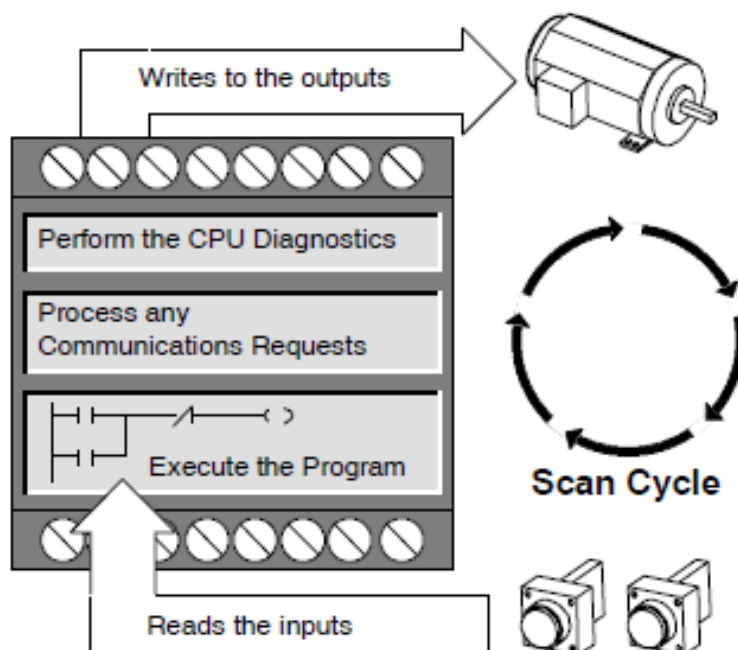 Writes to the outputs
Perform the CPU Diagnostics
Process any
Communications Requests
Execute the Program
Scan Cycle
Reads the inputs